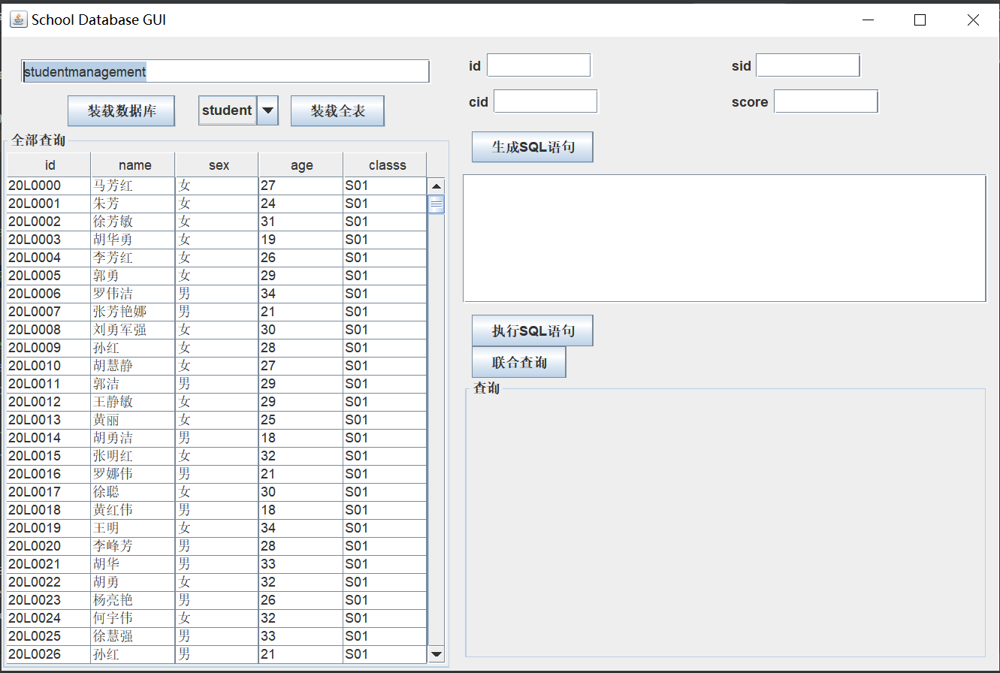 School Database GUI
studentmanagement
装载数据库 student 装载全表
全部查询
id name sex age classs
20L0000 马芳红 女 27 S01
20L0001 朱芳 女 24 S01
20L0002 徐芳敏 女 31 S01
20L0003 胡华勇 女 19 S01
20L0004 李芳红 女 26 S01
20L0005 郭勇 女 29 S01
20L0006 罗伟洁 男 34 S01
20L0007 张芳艳娜 男 21 S01
20L0008 刘勇军强 女 30 S01
20L0009 孙红 女 28 S01
20L0010 胡慧静 女 27 S01
20L0011 郭洁 男 29 S01
20L0012 王静敏 女 29 S01
20L0013 黄丽 女 25 S01
20L0014 胡勇洁 男 18 S01
20L0015 张明红 女 32 S01
20L0016 罗娜伟 男 21 S01
20L0017 徐聪 女 30 S01
20L0018 黄红伟 男 18 S01
20L0019 王明 女 34 S01
20L0020 李峰芳 男 28 S01
20L0021 胡华 男 33 S01
20L0022 胡勇 女 32 S01
20L0023 杨亮艳 男 26 S01
20L0024 何宇伟 女 32 S01
20L0025 徐慧强 男 33 S01
20L0026 孙红 男 21 S01
id sid
cid score
生成SQL语句
执行SQL语句
联合查询
查询